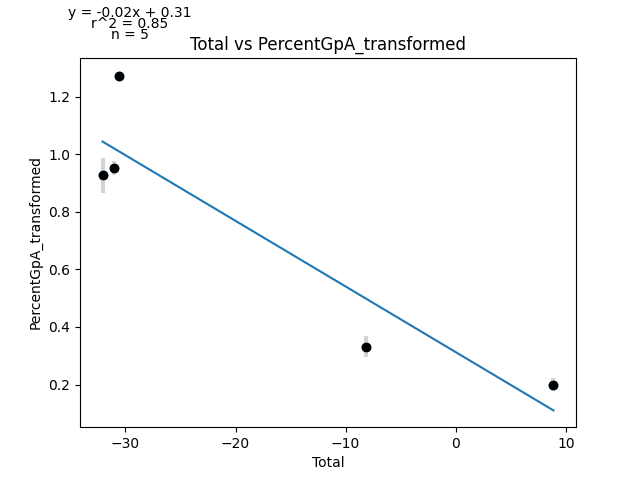 y = -0.02x + 0.31
r^2 = 0.85
n = 5
Total vs PercentGpA_transformed
PercentGpA_transformed
1.2
1.0
0.8
0.6
0.4
0.2
−30
−20
−10
0
10
Total